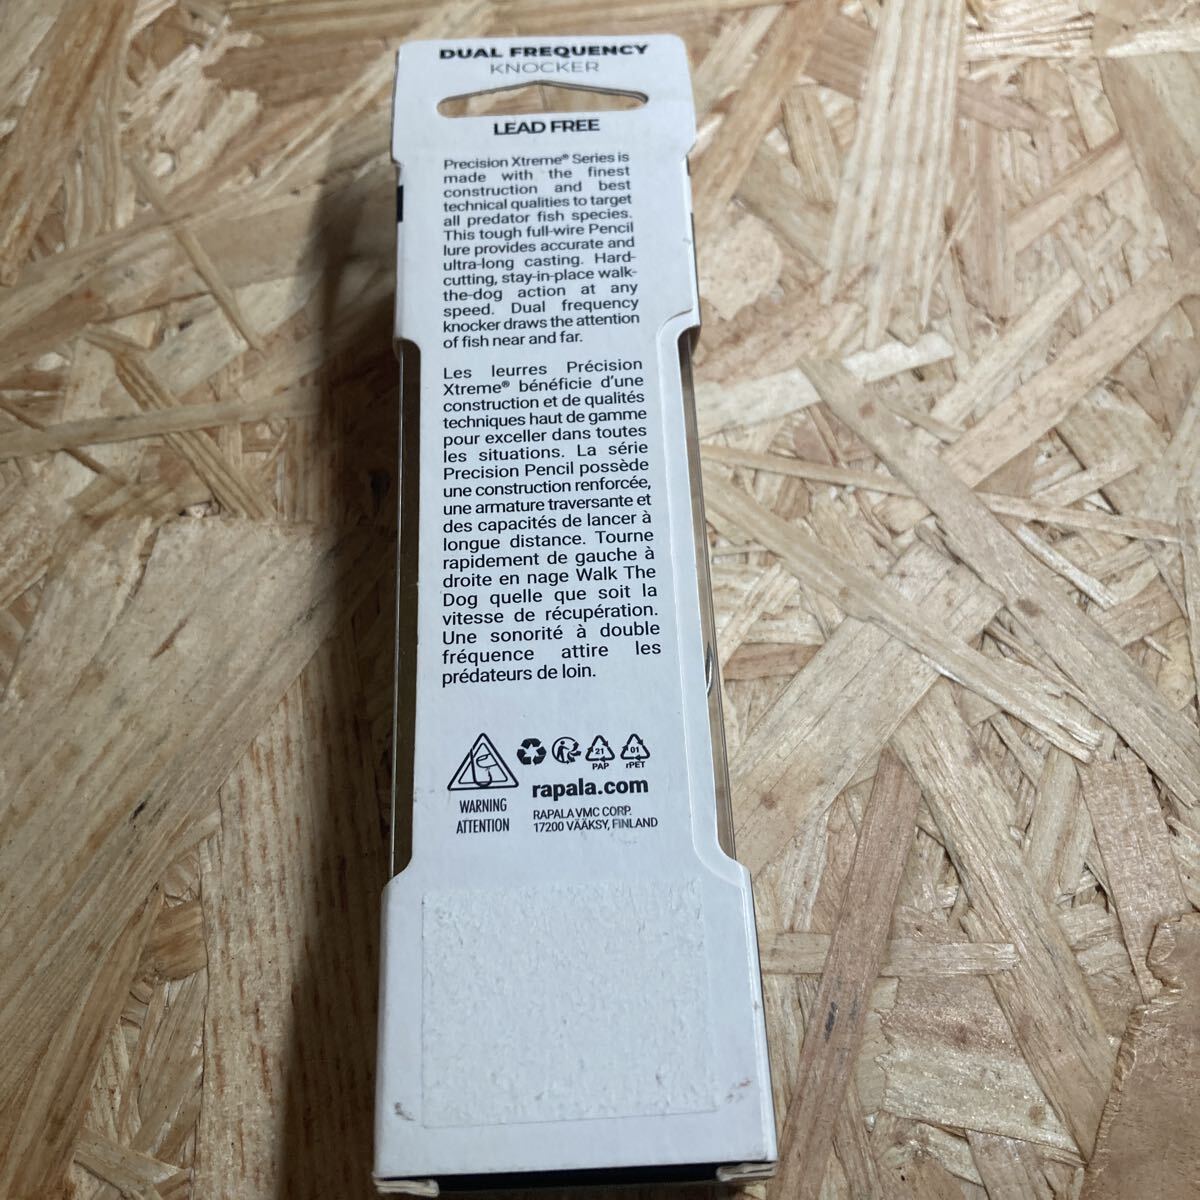 DUAL FREQUENCY
KNOCKER
LEAD FREE
Precision Xtreme® Series is
made with the finest
construction and best
technical qualities to target
all predator fish species.
This tough full-wire Pencil
lure provides accurate and
ultra-long casting. Hard-
cutting, stay-in-place walk-
the-dog action at any
speed. Dual frequency
knocker draws the attention
of fish near and far.
Les leurres Précision
Xtreme® bénéficie d'une
construction et de qualités
techniques haut de gamme
pour exceller dans toutes
les situations. La série
Precision Pencil possède
une construction renforcée,
une armature traversante et
des capacités de lancer à
longue distance. Tourne
rapidement de gauche à
droite en nage Walk The
Dog quelle que soit la
vitesse de récupération.
Une sonorité à double
fréquence attire les
prédateurs de loin.
21
PAP
01
rPET
WARNING
ATTENTION
rapala.com
RAPALA VMC CORP.
17200 VÄÄKSY, FINLAND